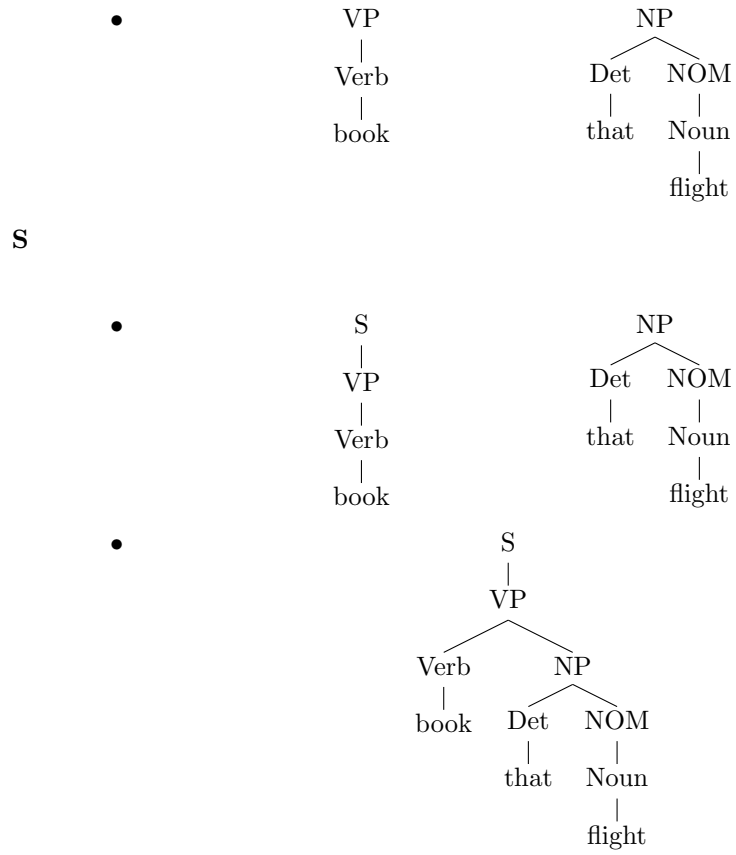 • VP NP
Verb Det NOM
book that Noun
flight
S
• S NP
VP Det NOM
Verb that Noun
book flight
• S
VP
Verb NP
book Det NOM
that Noun
flight